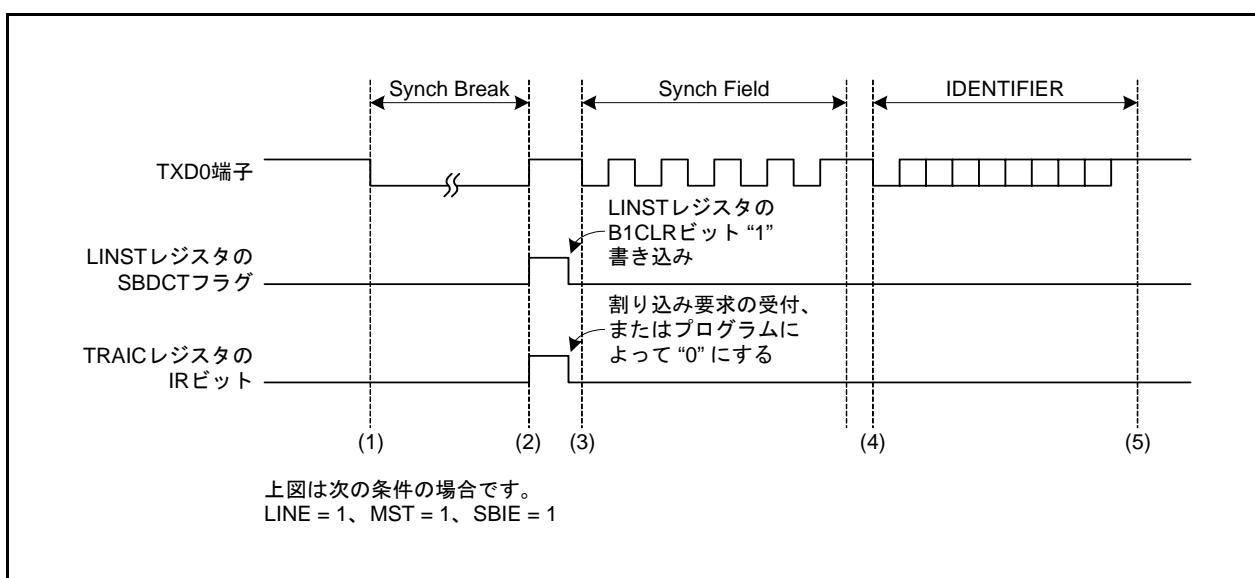 Synch Break
Synch Field
IDENTIFIER
TXD0端子
LINSTレジスタの
B1CLRビット “1”
書き込み
LINSTレジスタの
SBDCTフラグ
割り込み要求の受付、
またはプログラムに
よって “0” にする
TRAICレジスタの
IRビット
(1)
(2)
(3)
(4)
(5)
上図は次の条件の場合です。
LINE = 1、MST = 1、SBIE = 1